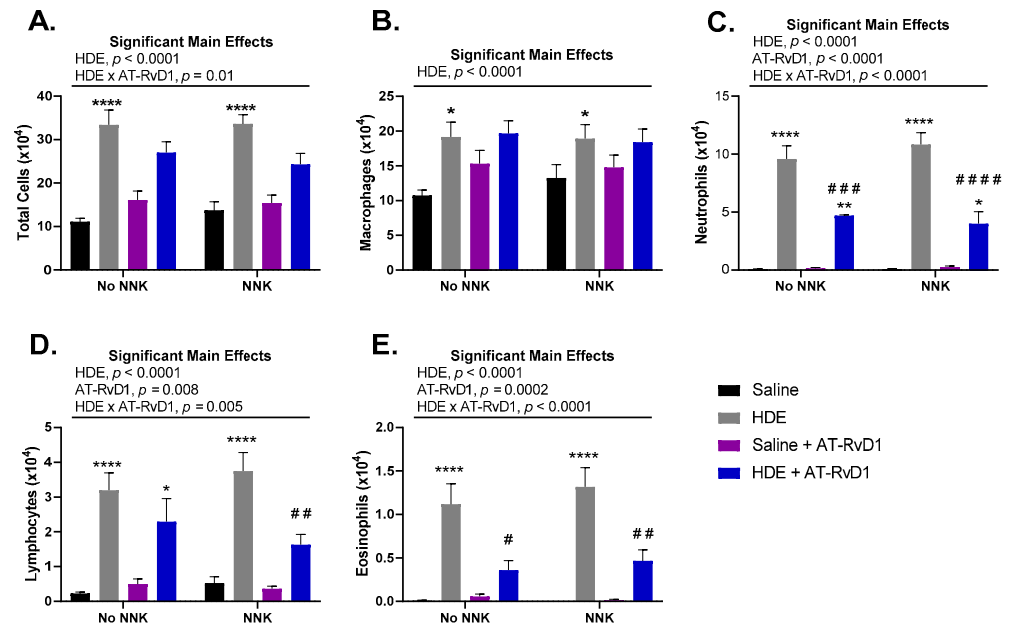 A.
Significant Main Effects
HDE, p < 0.0001
HDE x AT-RvD1, p = 0.01
Total Cells (x10⁴)
40
30
20
10
0
****
****
No NNK
NNK
B.
Significant Main Effects
HDE, p < 0.0001
Macrophages (x10⁴)
25
20
15
10
5
0
*
*
No NNK
NNK
C.
Significant Main Effects
HDE, p < 0.0001
AT-RvD1, p < 0.0001
HDE x AT-RvD1, p < 0.0001
Neutrophils (x10⁴)
15
10
5
0
****
###
**
****
####
*
No NNK
NNK
D.
Significant Main Effects
HDE, p < 0.0001
AT-RvD1, p = 0.008
HDE x AT-RvD1, p = 0.005
Lymphocytes (x10⁴)
5
4
3
2
1
0
****
*
****
##
No NNK
NNK
E.
Significant Main Effects
HDE, p < 0.0001
AT-RvD1, p = 0.0002
HDE x AT-RvD1, p < 0.0001
Eosinophils (x10⁴)
2.0
1.5
1.0
0.5
0.0
****
#
****
##
No NNK
NNK
Saline
HDE
Saline + AT-RvD1
HDE + AT-RvD1